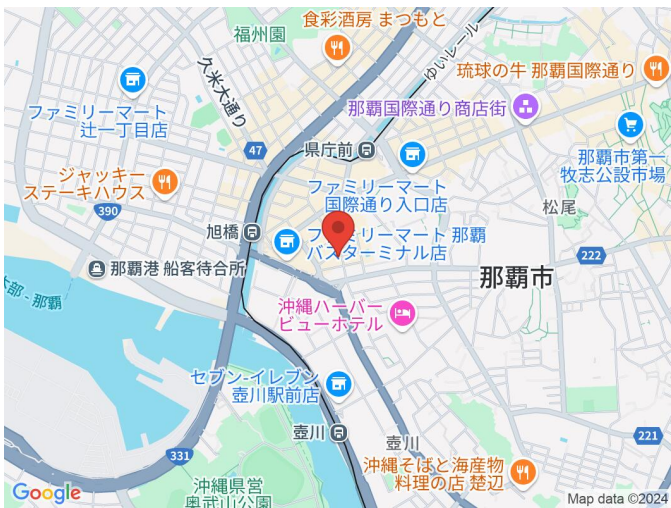 食彩酒房 まつもと
福州園
ゆいレール
久米大通り
琉球の牛 那覇国際通り
ファミリーマート
辻一丁目店
那覇国際通り商店街
47
県庁前
那覇市第一
牧志公設市場
ジャッキー
ステーキハウス
ファミリーマート
国際通り入口店
松尾
390
旭橋
ファミリーマート 那覇
バスターミナル店
222
那覇港 船客待合所
那覇市
太部 - 那覇
沖縄ハーバー
ビューホテル
セブン-イレブン
壺川駅前店
壺川
壺川
221
331
沖縄そばと海産物
料理の店 楚辺
沖縄県営
奥武山公園
Google
Map data ©2024